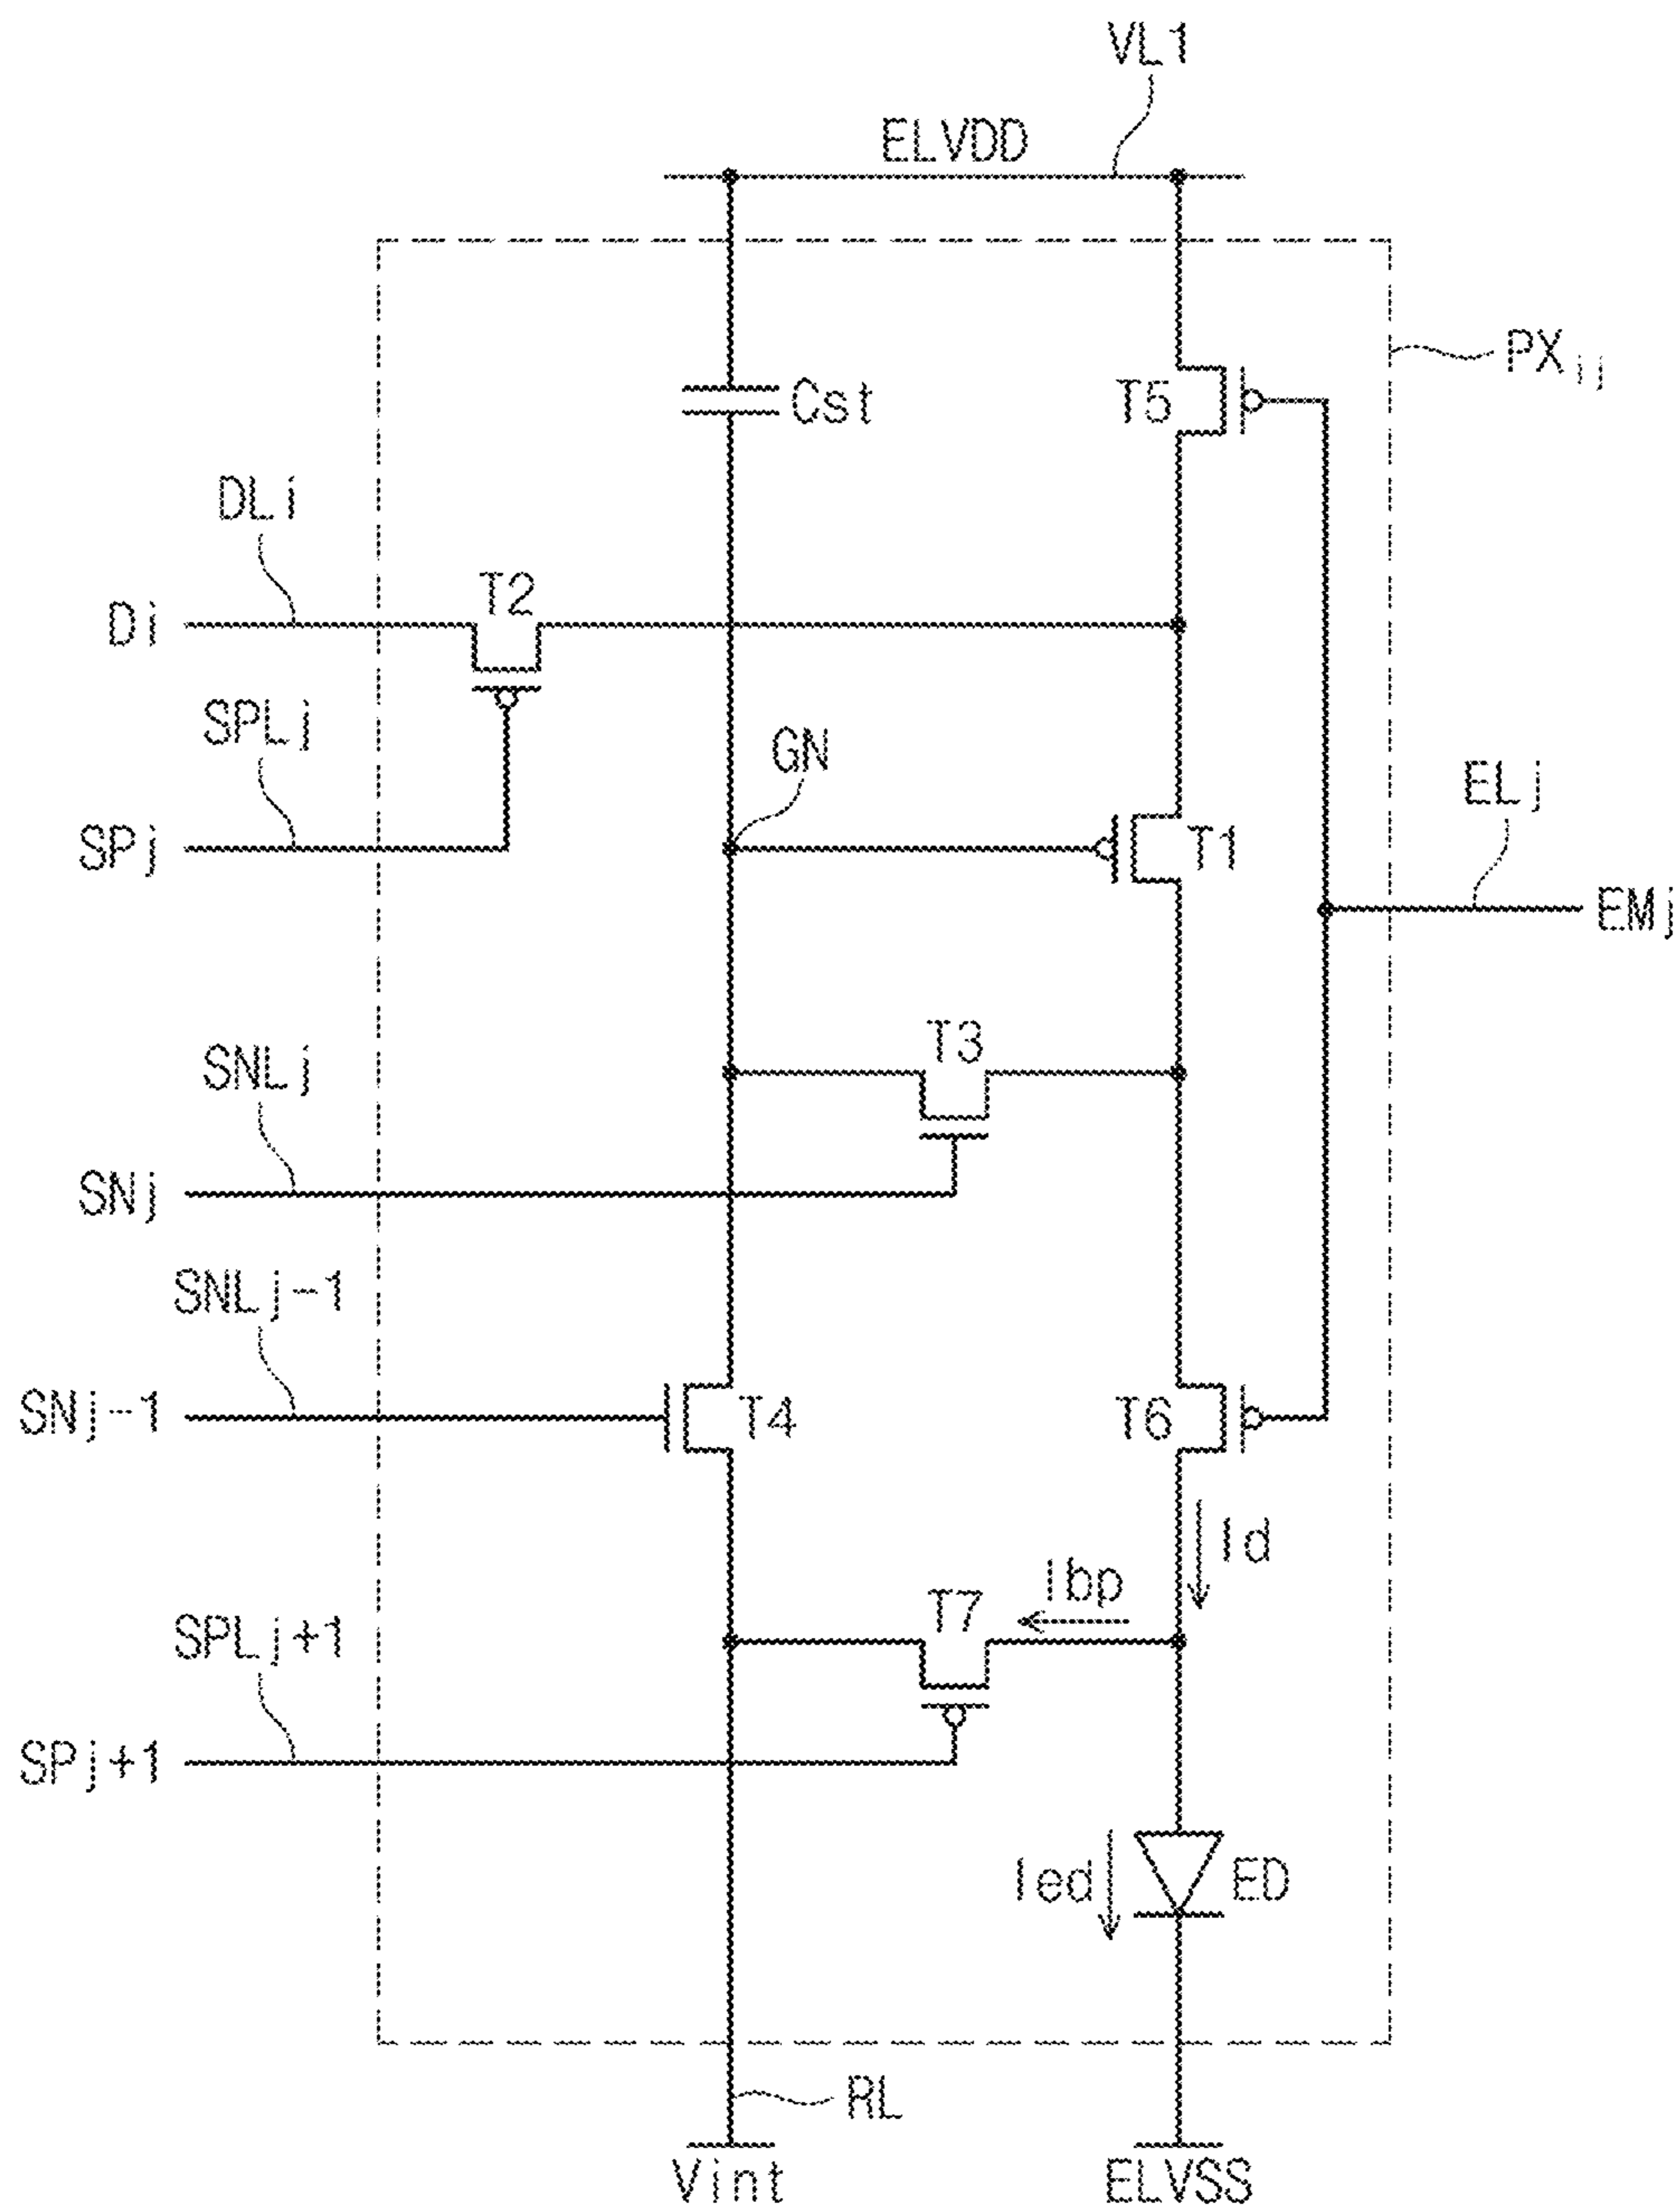 VL1
ELVDD
PXij
Cst
T5
DLi
T2
Di
SPLj
GN
ELj
SPj
T1
EMj
T3
SNLj
SNj
SNLj-1
SNj-1
T4
T6
Id
Ibp
T7
SPLj+1
SPj+1
Ied
ED
RL
Vint
ELVSS